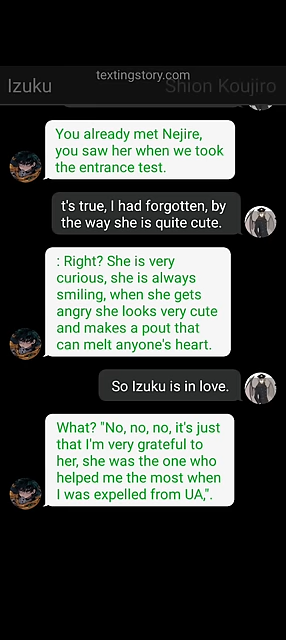 textingstory.com
Izuku
Shion Koujiro
You already met Nejire,
you saw her when we took
the entrance test.
t's true, I had forgotten, by
the way she is quite cute.
: Right? She is very
curious, she is always
smiling, when she gets
angry she looks very cute
and makes a pout that
can melt anyone's heart.
So Izuku is in love.
What? "No, no, no, it's just
that I'm very grateful to
her, she was the one who
helped me the most when
I was expelled from UA,".